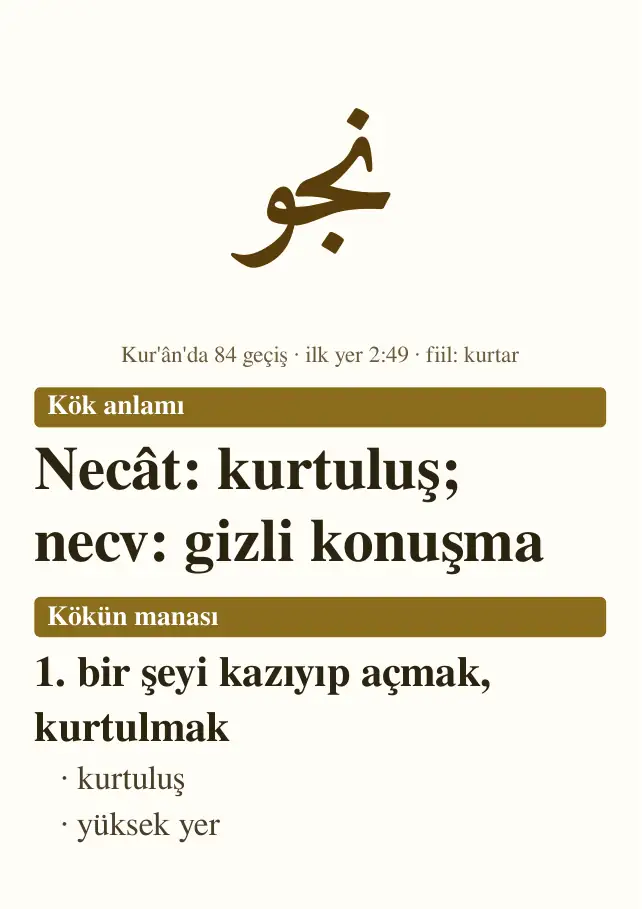 نجو
Kur'ân'da 84 geçiş · ilk yer 2:49 · fiil: kurtar
Kök anlamı
Necât: kurtuluş;
necv: gizli konuşma
Kökün manası
1. bir şeyi kazıyıp açmak,
kurtulmak
· kurtuluş
· yüksek yer